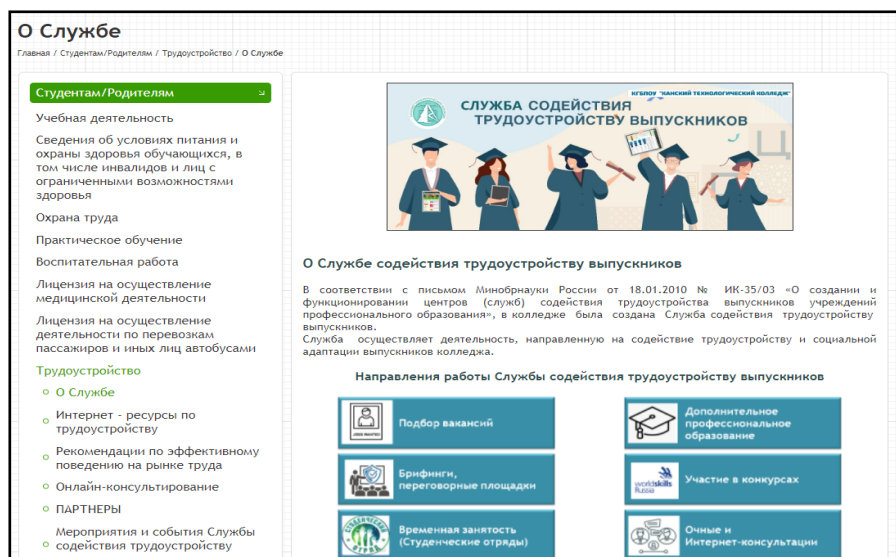 О Службе
Главная / Студентам/Родителям / Трудоустройство / О Службе
Студентам/Родителям
Учебная деятельность
Сведения об условиях питания и
охраны здоровья обучающихся, в
том числе инвалидов и лиц с
ограниченными возможностями
здоровья
Охрана труда
Практическое обучение
Воспитательная работа
Лицензия на осуществление
медицинской деятельности
Лицензия на осуществление
деятельности по перевозкам
пассажиров и иных лиц автобусами
Трудоустройство
О Службе
Интернет - ресурсы по
трудоустройству
Рекомендации по эффективному
поведению на рынке труда
Онлайн-консультирование
ПАРТНЕРЫ
Мероприятия и события Службы
содействия трудоустройству
КГБПОУ "КАНСКИЙ ТЕХНОЛОГИЧЕСКИЙ КОЛЛЕДЖ"
СЛУЖБА СОДЕЙСТВИЯ
ТРУДОУСТРОЙСТВУ ВЫПУСКНИКОВ
О Службе содействия трудоустройству выпускников
В соответствии с письмом Минобрнауки России от 18.01.2010 № ИК-35/03 «О создании и
функционировании центров (служб) содействия трудоустройства выпускников учреждений
профессионального образования», в колледже была создана Служба содействия трудоустройству
выпускников.
Служба осуществляет деятельность, направленную на содействие трудоустройству и социальной
адаптации выпускников колледжа.
Направления работы Службы содействия трудоустройству выпускников
Подбор вакансий
Дополнительное
профессиональное
образование
Брифинги,
переговорные площадки
worldskills
Russia
Участие в конкурсах
СТУДЕНЧЕСКИЙ
ОТРЯД
Временная занятость
(Студенческие отряды)
Очные и
Интернет-консультации